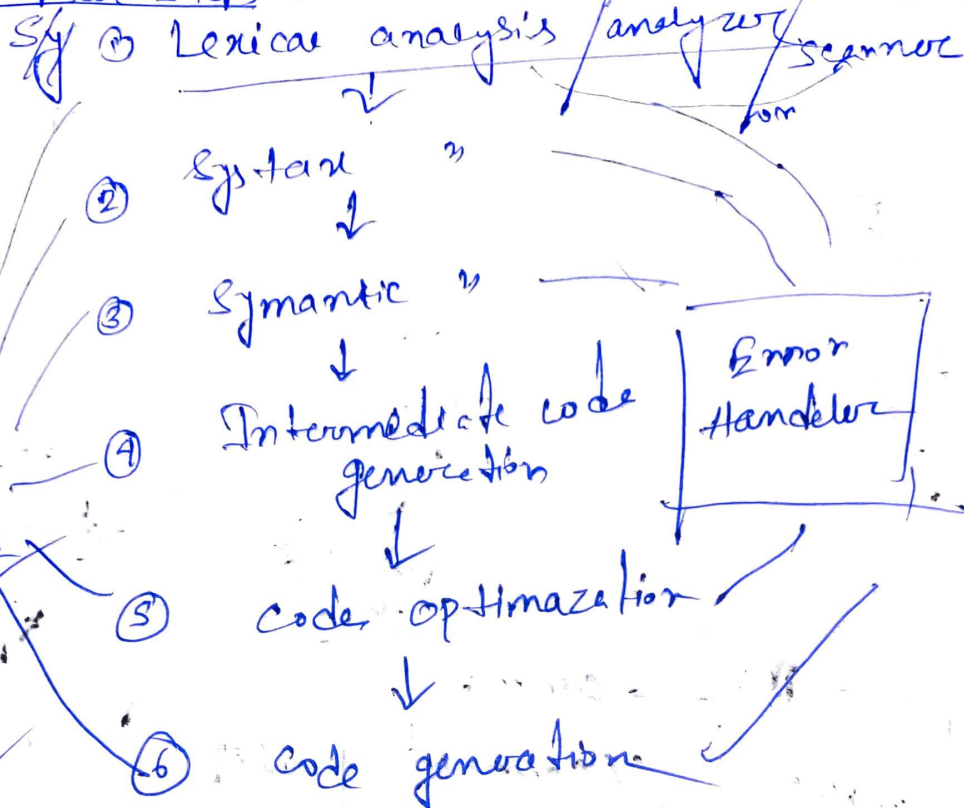 ① Lexical analysis / analyzer / scanner
for
② Systax "
③ Symantic "
Error
Handeler
④ Intermediate code
generation
⑤ code optimazation
⑥ code generation